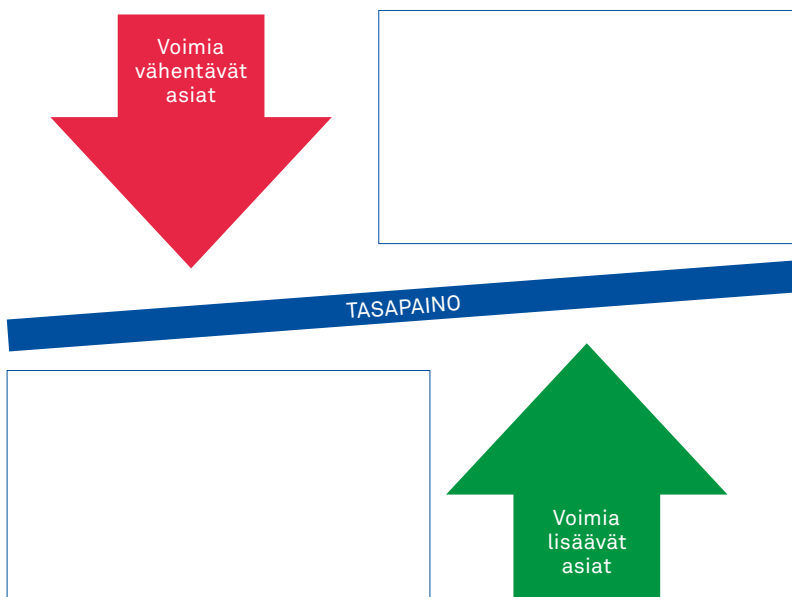 Voimia
vähentävät
asiat
TASAPAINO
Voimia
lisäävät
asiat